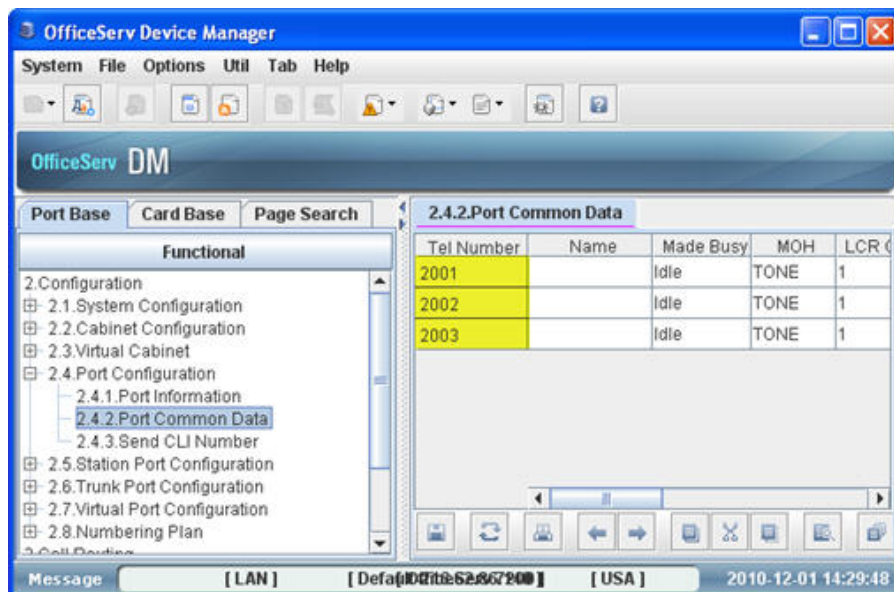 OfficeServ Device Manager
System File Options Util Tab Help
OfficeServ DM
Port Base Card Base Page Search
Functional
2.Configuration
2.1.System Configuration
2.2.Cabinet Configuration
2.3.Virtual Cabinet
2.4.Port Configuration
2.4.1.Port Information
2.4.2.Port Common Data
2.4.3.Send CLI Number
2.5.Station Port Configuration
2.6.Trunk Port Configuration
2.7.Virtual Port Configuration
2.8.Numbering Plan
2.4.2.Port Common Data
Tel Number Name Made Busy MOH LCR
2001 Idle TONE 1
2002 Idle TONE 1
2003 Idle TONE 1
Message [ LAN ] [ USA ] 2010-12-01 14:29:48